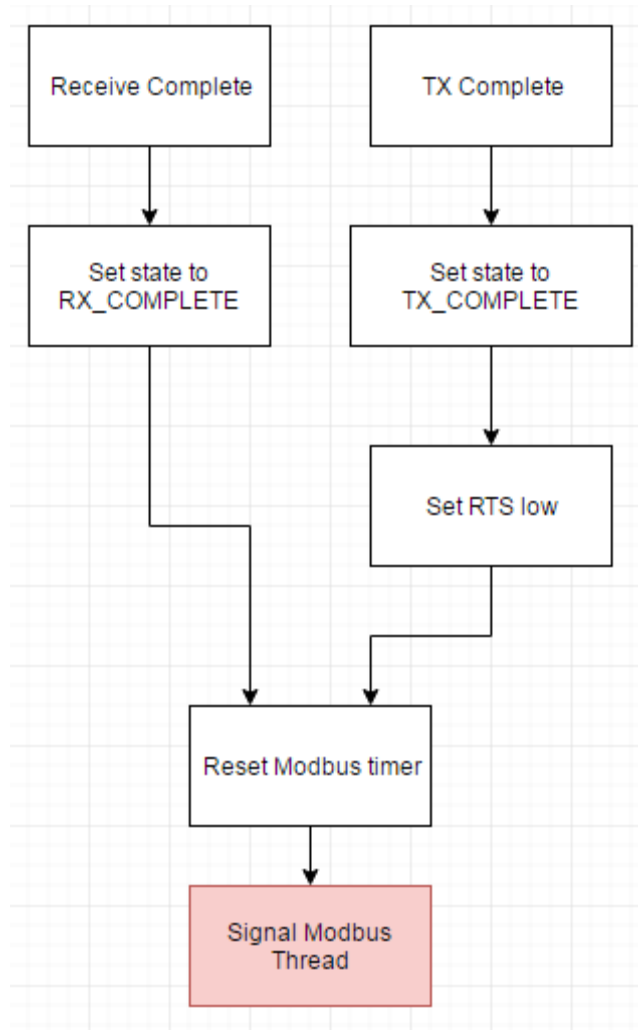 Receive Complete
TX Complete
Set state to
RX_COMPLETE
Set state to
TX_COMPLETE
Set RTS low
Reset Modbus timer
Signal Modbus
Thread